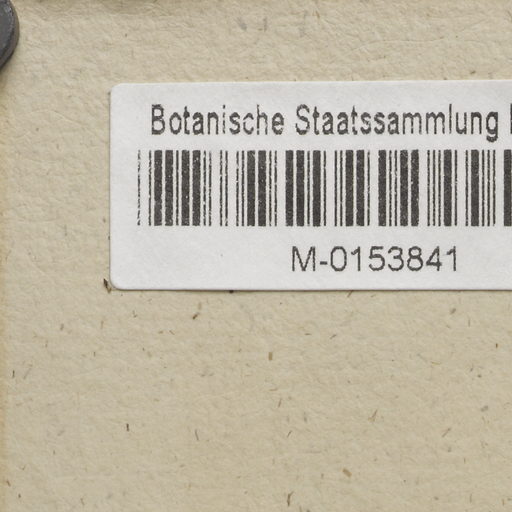 Botanische Staatssammlung
M-0153841